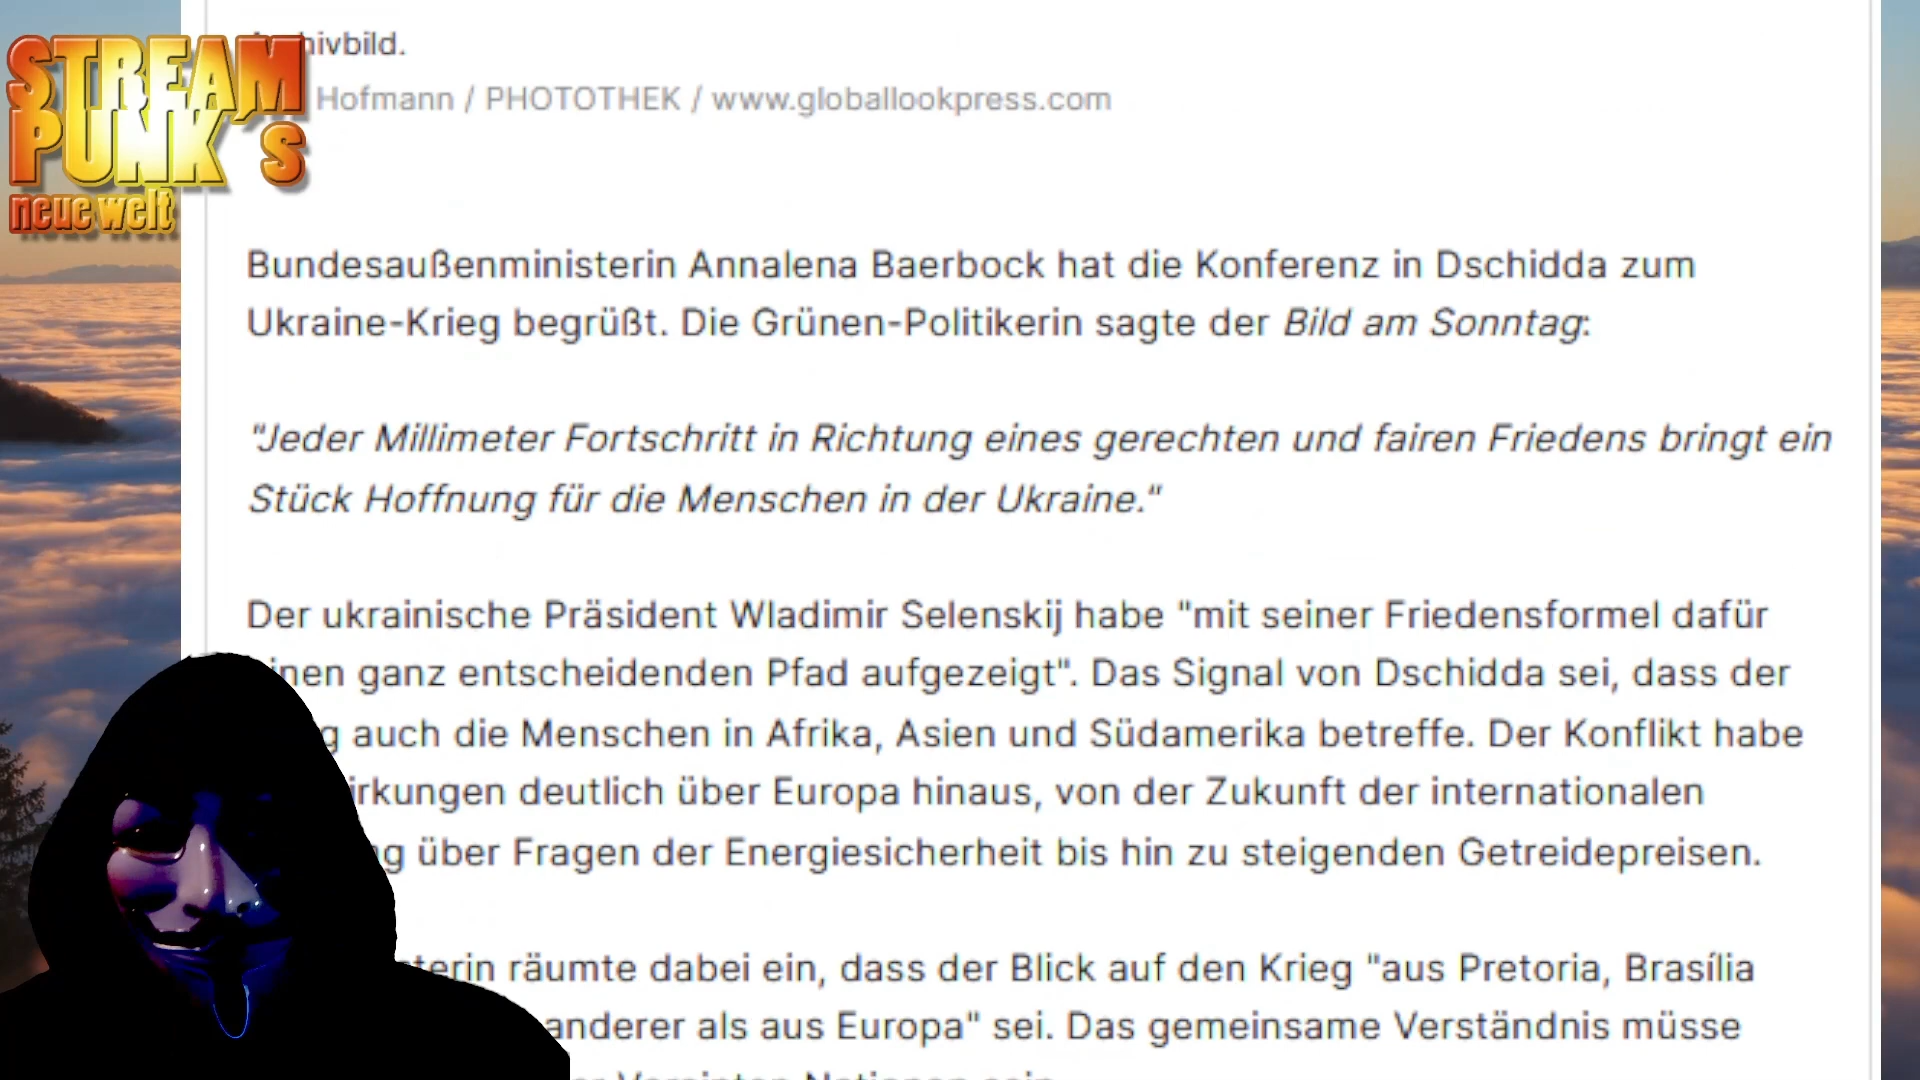 STREAM
PUNK´s
neue welt
hivbild.
Hofmann / PHOTOTHEK / www.globallookpress.com
Bundesaußenministerin Annalena Baerbock hat die Konferenz in Dschidda zum
Ukraine-Krieg begrüßt. Die Grünen-Politikerin sagte der Bild am Sonntag:
"Jeder Millimeter Fortschritt in Richtung eines gerechten und fairen Friedens bringt ein
Stück Hoffnung für die Menschen in der Ukraine."
Der ukrainische Präsident Wladimir Selenskij habe "mit seiner Friedensformel dafür
inen ganz entscheidenden Pfad aufgezeigt". Das Signal von Dschidda sei, dass der
g auch die Menschen in Afrika, Asien und Südamerika betreffe. Der Konflikt habe
irkungen deutlich über Europa hinaus, von der Zukunft der internationalen
ng über Fragen der Energiesicherheit bis hin zu steigenden Getreidepreisen.
terin räumte dabei ein, dass der Blick auf den Krieg "aus Pretoria, Brasília
anderer als aus Europa" sei. Das gemeinsame Verständnis müsse